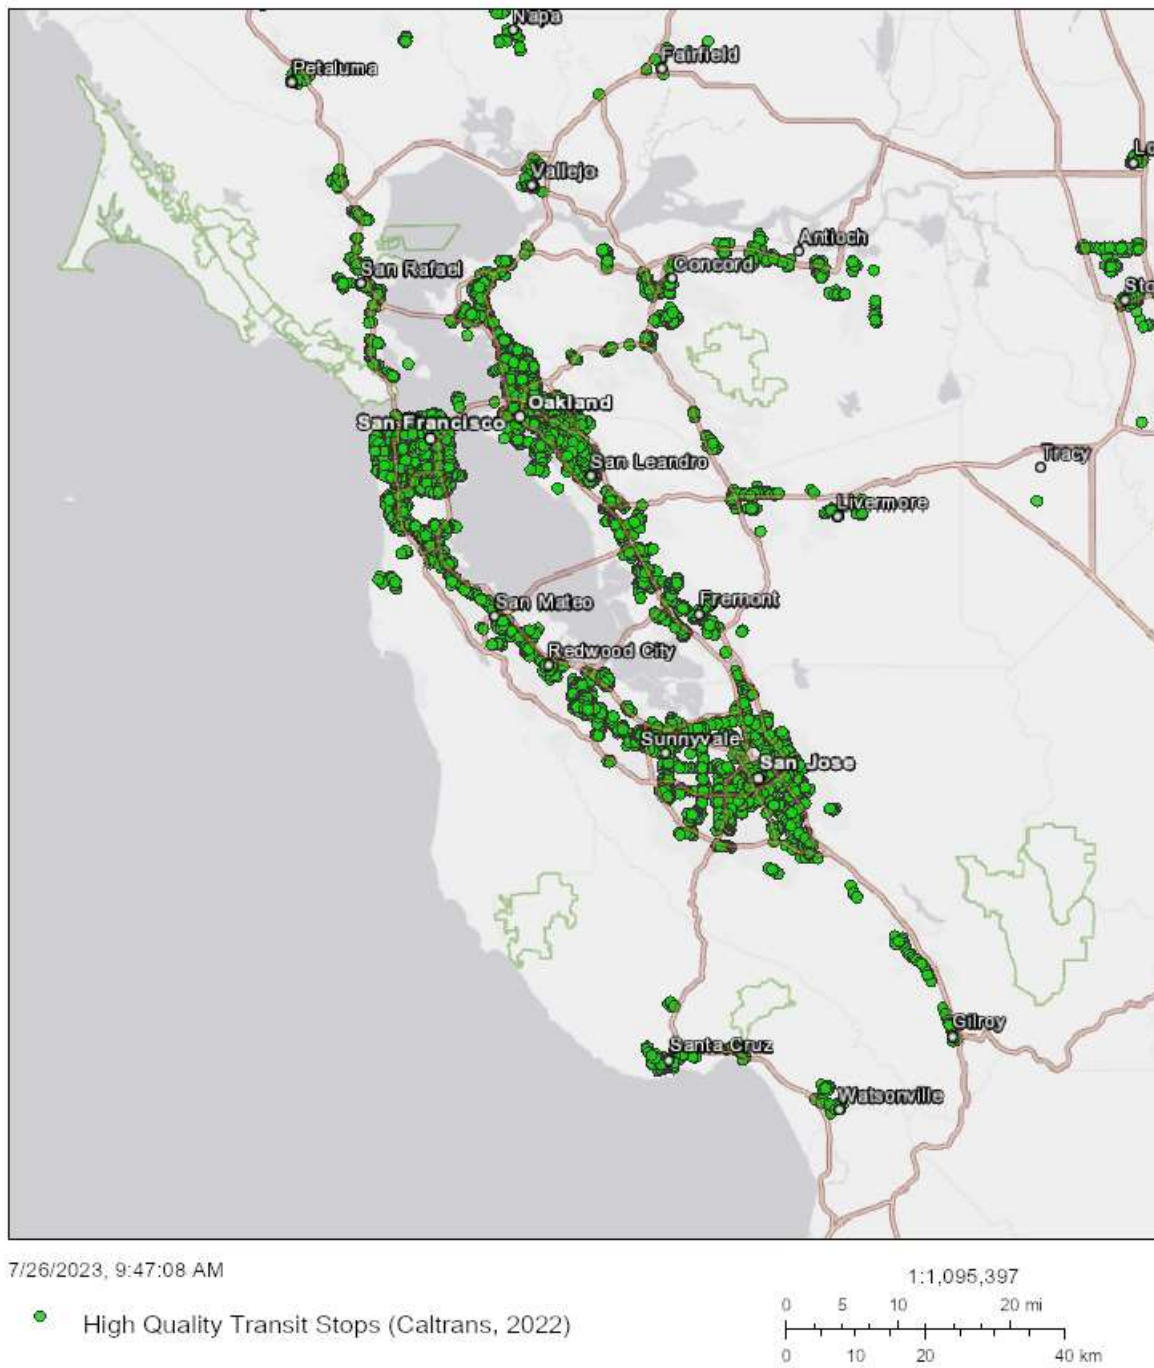 Napa
Fairfield
Petaluma
Lo
Vallejo
Antioch
Concord
San Rafael
Sto
Oakland
San Francisco
San Leandro
Tracy
Livermore
San Mateo
Fremont
Redwood City
Sunnyvale
San Jose
Gilroy
Santa Cruz
Watsonville
7/26/2023, 9:47:08 AM
1:1,095,397
0 5 10 20 mi
High Quality Transit Stops (Caltrans, 2022)
0 10 20 40 km